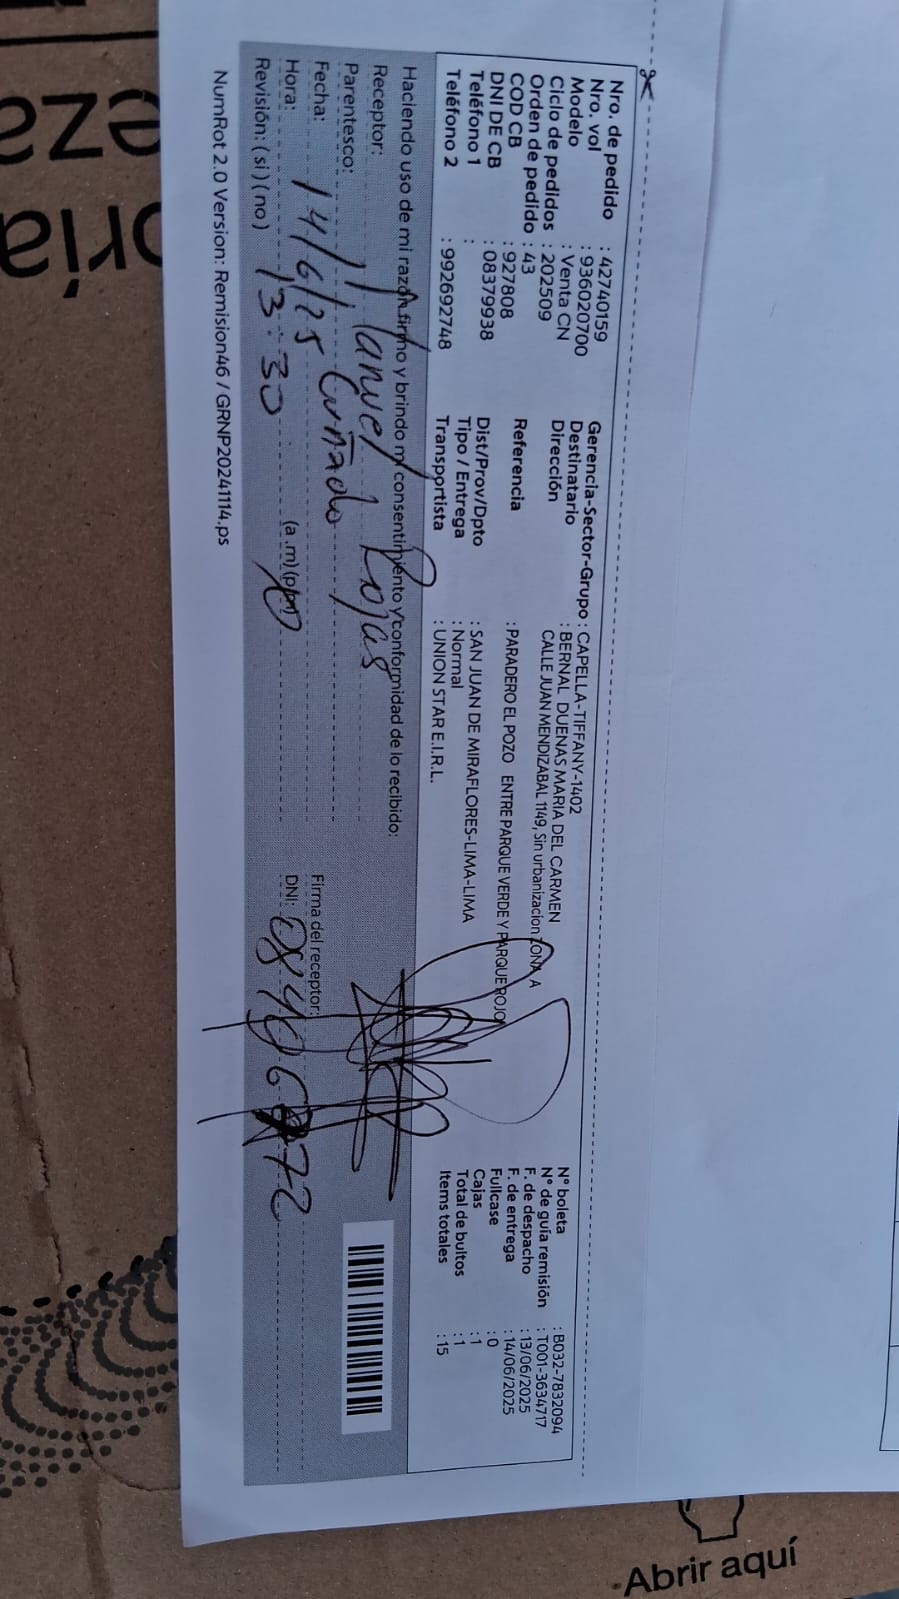 Nro. de pedido : 42740159
Nro. vol : 936020700
Modelo : Venta CN
Ciclo de pedidos : 202509
Orden de pedido : 43
COD CB : 927808
DNI DE CB : 08379938
Teléfono 1 :
Teléfono 2 : 992692748
Gerencia-Sector-Grupo : CAPELLA-TIFFANY-1402
Destinatario : BERNAL DUENAS MARIA DEL CARMEN
Dirección CALLE JUAN MENDIZABAL 1149, Sin urbanizacion ZONA A
Referencia : PARADERO EL POZO ENTRE PARQUE VERDE Y PARQUE ROJO
Dist/Prov/Dpto : SAN JUAN DE MIRAFLORES-LIMA-LIMA
Tipo / Entrega : Normal
Transportista : UNION STAR E.I.R.L.
N° boleta : B032-7832094
N° de guía remisión : T001-3634717
F. de despacho : 13/06/2025
F. de entrega : 14/06/2025
Fullcase : 0
Cajas : 1
Total de bultos : 1
Items totales : 15
Haciendo uso de mi razón firmo y brindo mi consentimiento y conformidad de lo recibido:
Receptor: Manuel Rojas
Parentesco: Cuñado
Fecha: 14/6/25
Hora: 13:30 (a .m) (p.m)
Revisión: ( si ) ( no )
Firma del receptor:
DNI:
NumRot 2.0 Version: Remision46 / GRNP20241114.ps
eza
oria
Abrir aquí